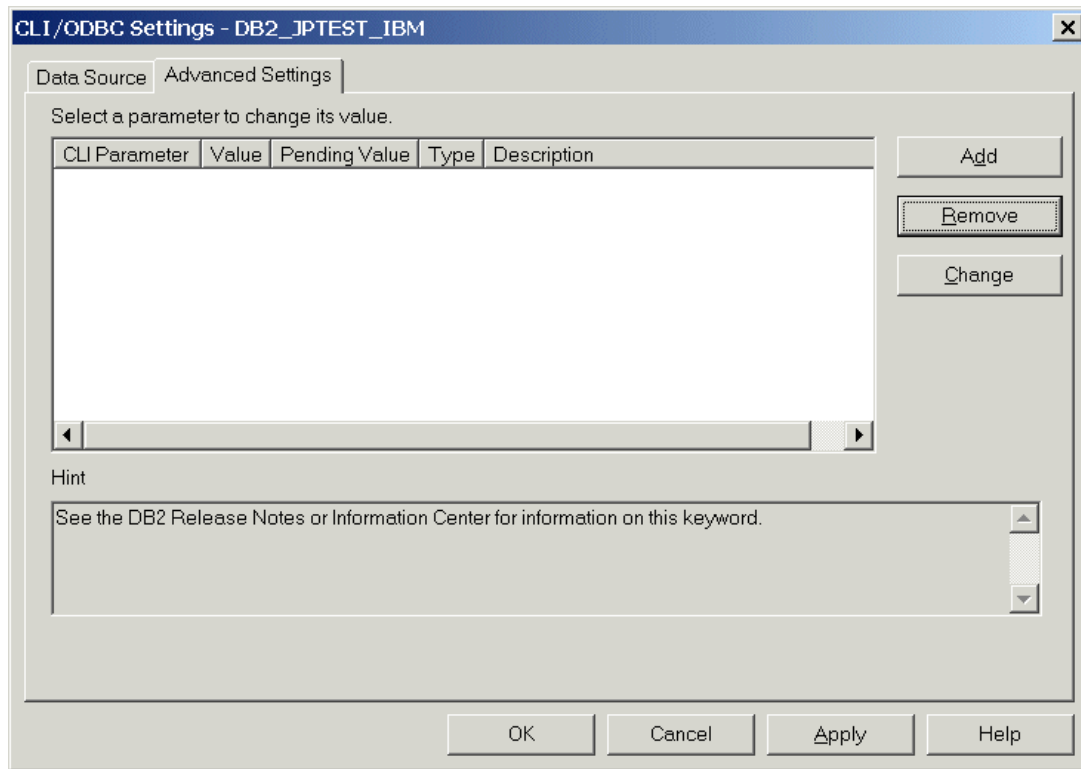 CLI/ODBC Settings - DB2_JPTEST_IBM
Data Source Advanced Settings
Select a parameter to change its value.
CLI Parameter Value Pending Value Type Description
Add
Remove
Change
Hint
See the DB2 Release Notes or Information Center for information on this keyword.
OK Cancel Apply Help